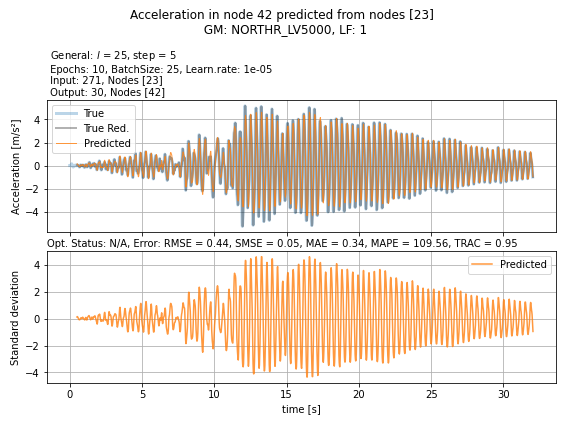 Acceleration in node 42 predicted from nodes [23]
GM: NORTHR_LV5000, LF: 1
General: l = 25, step = 5
Epochs: 10, BatchSize: 25, Learn.rate: 1e-05
Input: 271, Nodes [23]
Output: 30, Nodes [42]
True
True Red.
Predicted
Acceleration [m/s²]
4
2
0
−2
−4
Opt. Status: N/A, Error: RMSE = 0.44, SMSE = 0.05, MAE = 0.34, MAPE = 109.56, TRAC = 0.95
Predicted
Standard deviation
4
2
0
−2
−4
0 5 10 15 20 25 30
time [s]